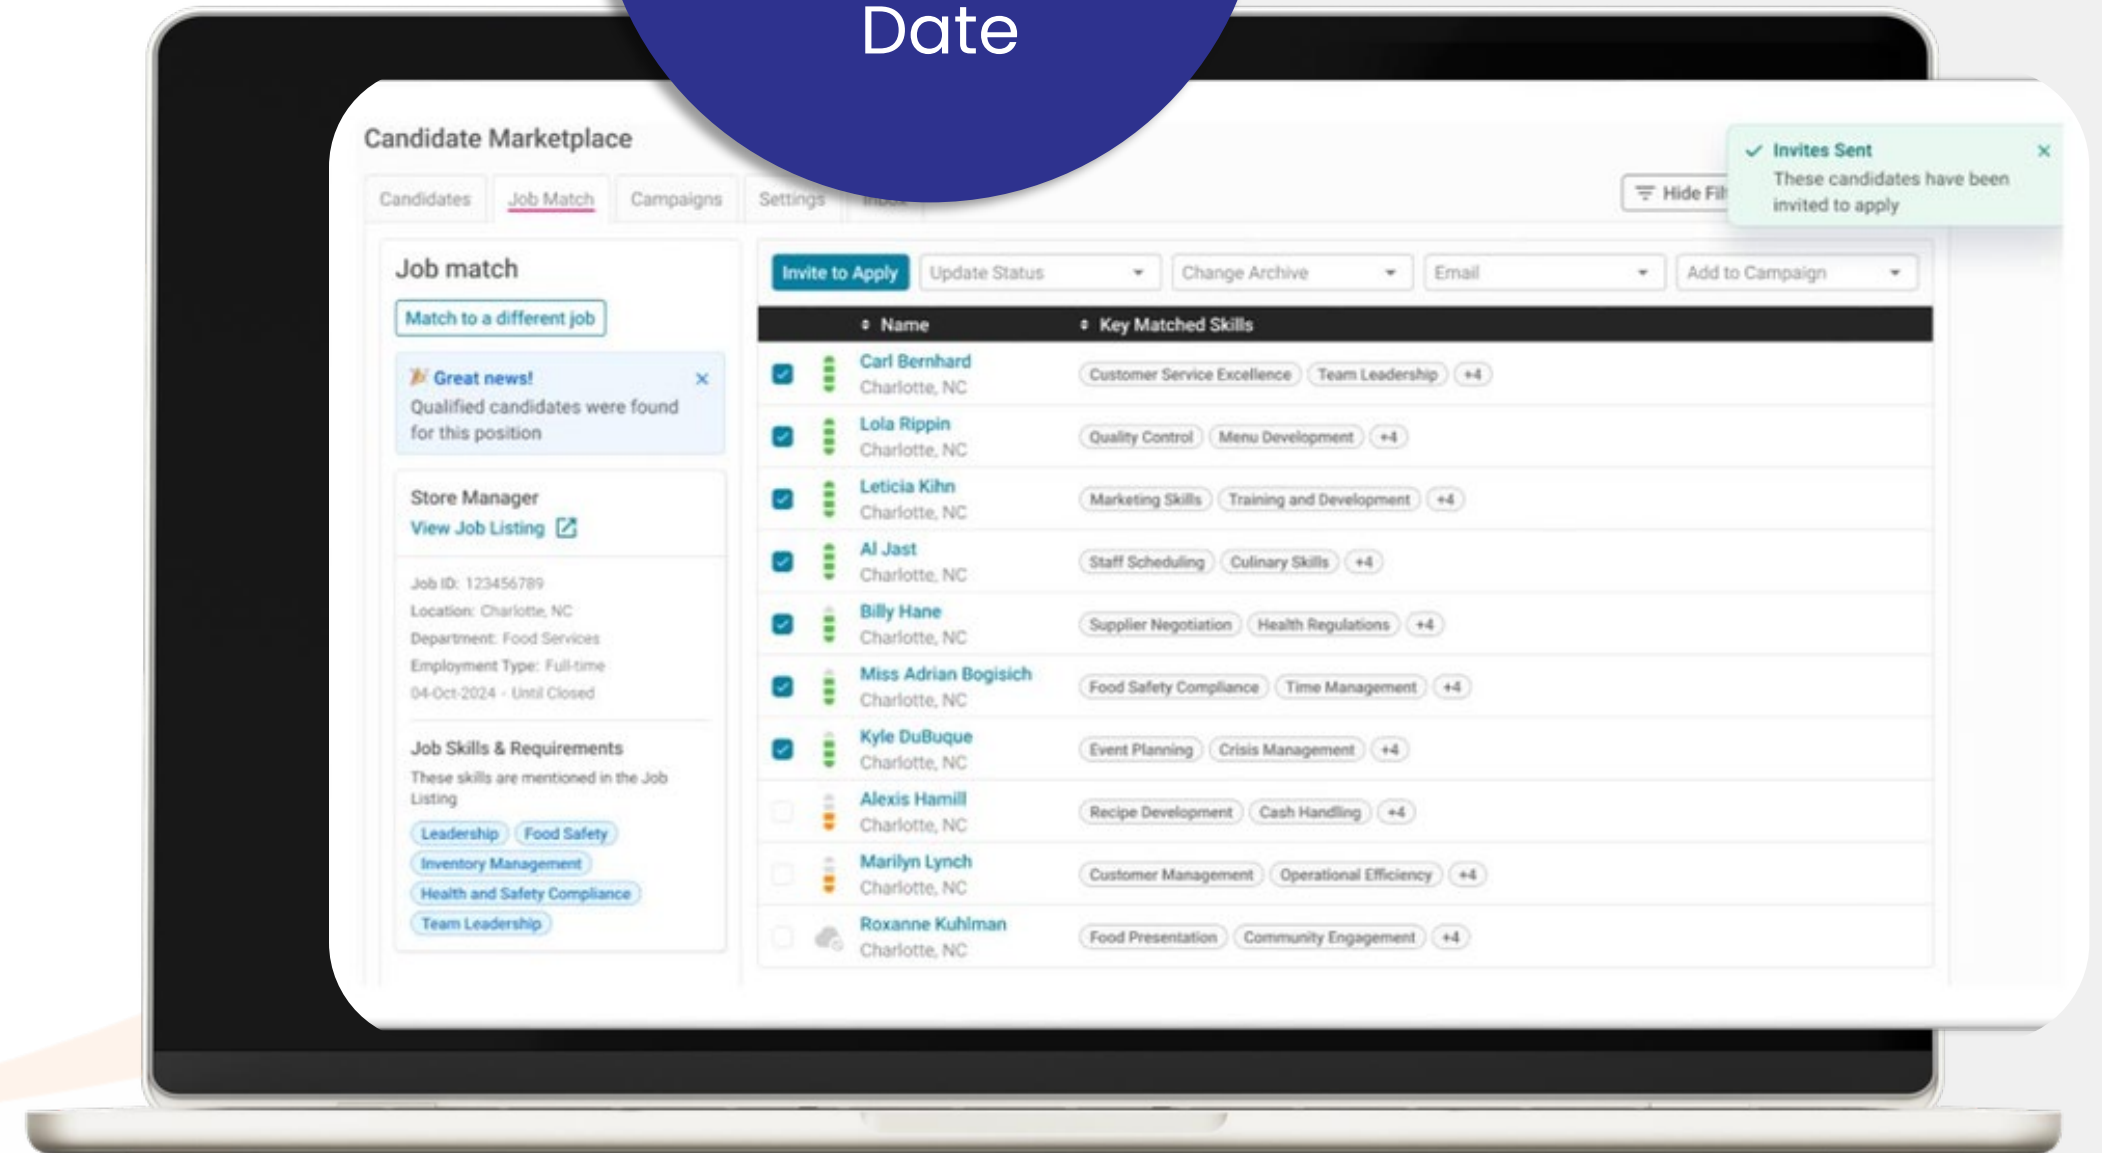 Date
Candidate Marketplace
Invites Sent
These candidates have been
invited to apply
Candidates Job Match Campaigns Settings Inbox
Hide Fil
Job match
Match to a different job
Great news!
Qualified candidates were found
for this position
Store Manager
View Job Listing
Job ID: 123456789
Location: Charlotte, NC
Department: Food Services
Employment Type: Full-time
04-Oct-2024 - Until Closed
Job Skills & Requirements
These skills are mentioned in the Job
Listing
Leadership Food Safety
Inventory Management
Health and Safety Compliance
Team Leadership
Invite to Apply Update Status Change Archive Email Add to Campaign
Name Key Matched Skills
Carl Bernhard
Charlotte, NC
Customer Service Excellence Team Leadership +4
Lola Rippin
Charlotte, NC
Quality Control Menu Development +4
Leticia Kihn
Charlotte, NC
Marketing Skills Training and Development +4
Al Jast
Charlotte, NC
Staff Scheduling Culinary Skills +4
Billy Hane
Charlotte, NC
Supplier Negotiation Health Regulations +4
Miss Adrian Bogisich
Charlotte, NC
Food Safety Compliance Time Management +4
Kyle DuBuque
Charlotte, NC
Event Planning Crisis Management +4
Alexis Hamill
Charlotte, NC
Recipe Development Cash Handling +4
Marilyn Lynch
Charlotte, NC
Customer Management Operational Efficiency +4
Roxanne Kuhlman
Charlotte, NC
Food Presentation Community Engagement +4